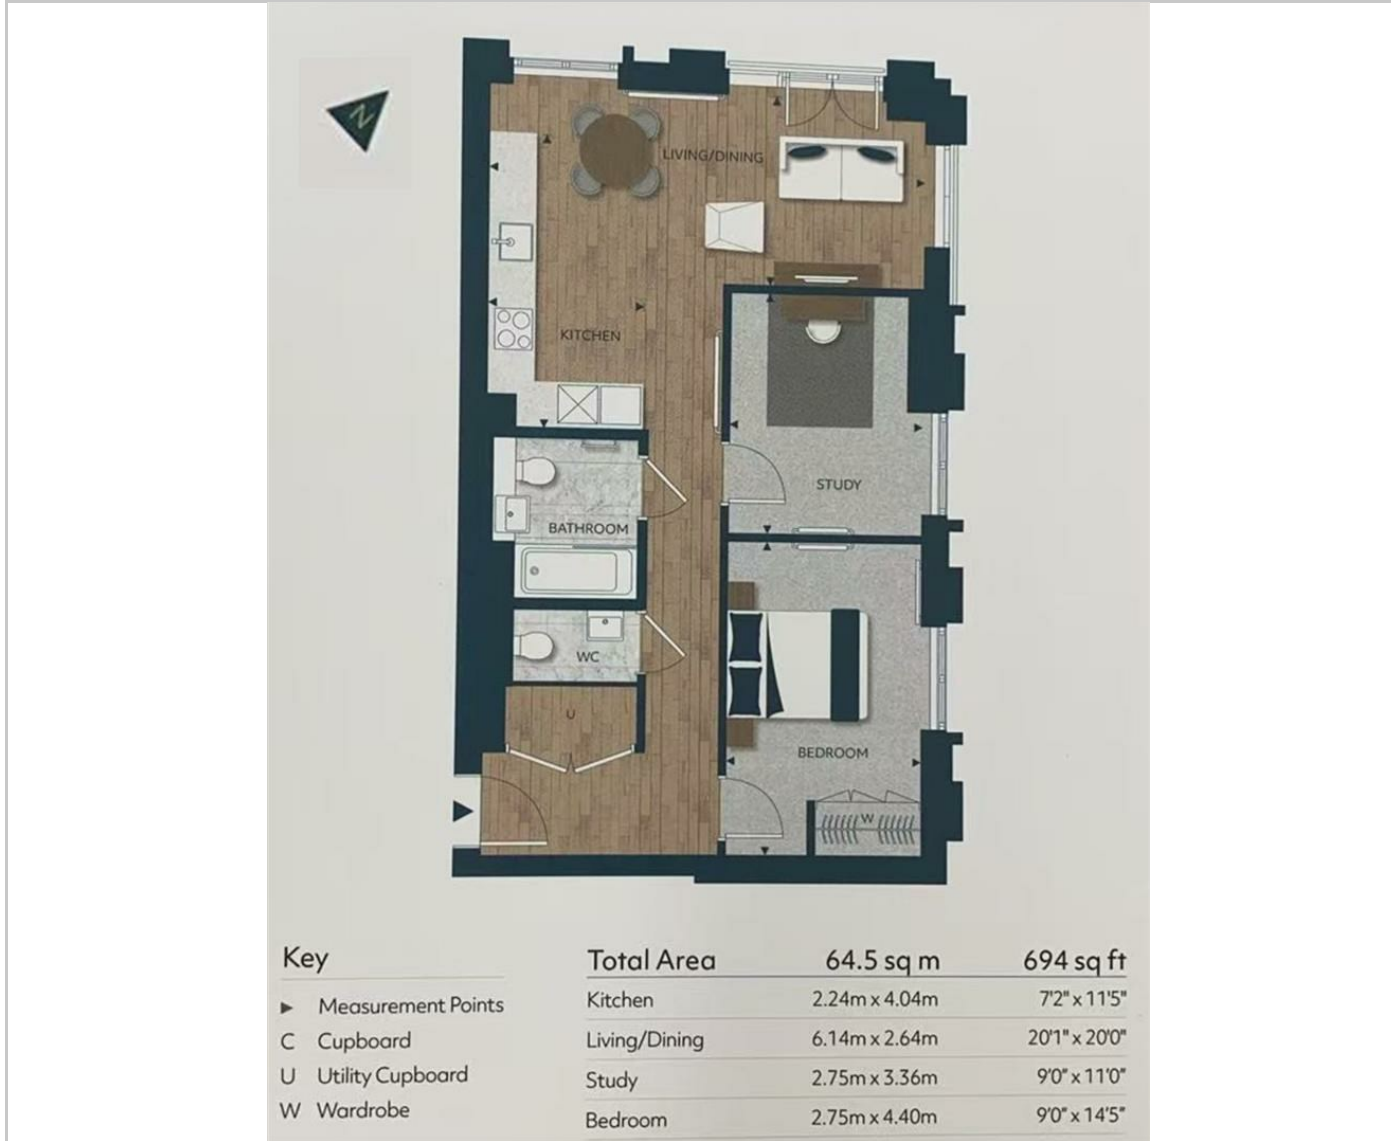 N
LIVING/DINING
KITCHEN
STUDY
BATHROOM
WC
U
BEDROOM
W
Key
▶ Measurement Points
C Cupboard
U Utility Cupboard
W Wardrobe
Total Area 64.5 sq m 694 sq ft
Kitchen 2.24m x 4.04m 7'2" x 11'5"
Living/Dining 6.14m x 2.64m 20'1" x 20'0"
Study 2.75m x 3.36m 9'0" x 11'0"
Bedroom 2.75m x 4.40m 9'0" x 14'5"